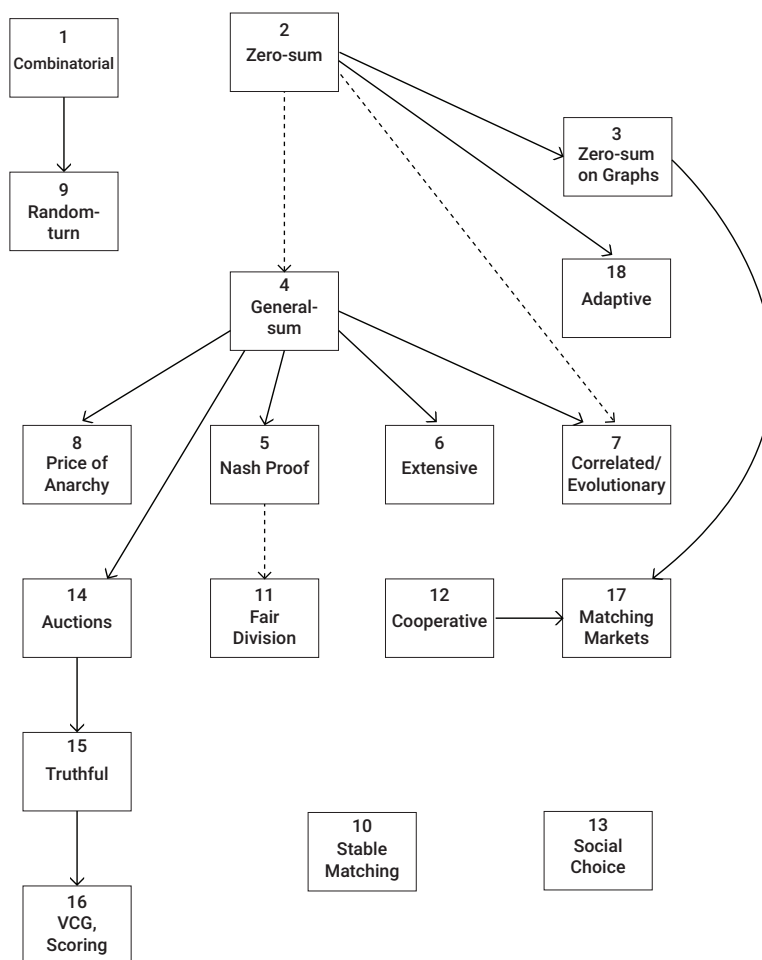 1
Combinatorial
2
Zero-sum
3
Zero-sum
on Graphs
9
Random-
turn
18
Adaptive
4
General-
sum
8
Price of
Anarchy
5
Nash Proof
6
Extensive
7
Correlated/
Evolutionary
14
Auctions
11
Fair
Division
12
Cooperative
17
Matching
Markets
15
Truthful
10
Stable
Matching
13
Social
Choice
16
VCG,
Scoring